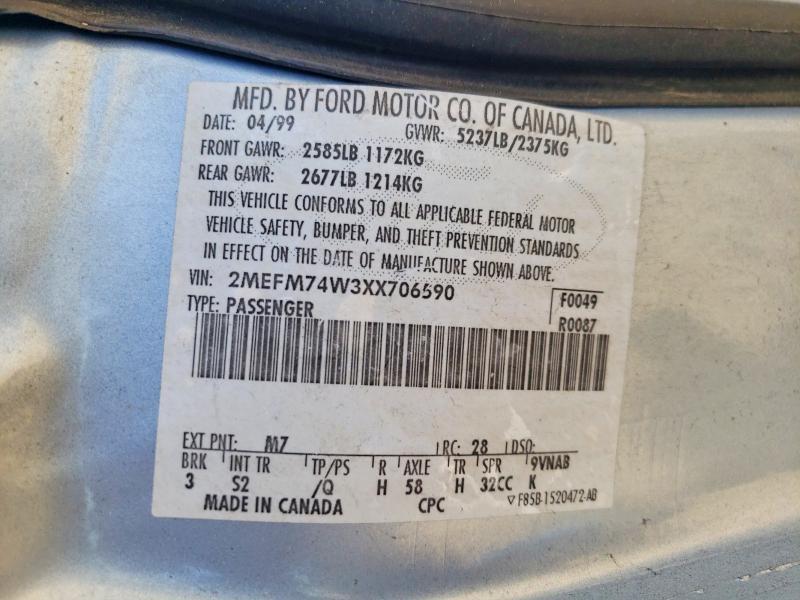 MFD. BY FORD MOTOR CO. OF CANADA, LTD.
DATE: 04/99 GVWR: 5237LB/2375KG
FRONT GAWR: 2585LB 1172KG
REAR GAWR: 2677LB 1214KG
THIS VEHICLE CONFORMS TO ALL APPLICABLE FEDERAL MOTOR
VEHICLE SAFETY, BUMPER, AND THEFT PREVENTION STANDARDS
IN EFFECT ON THE DATE OF MANUFACTURE SHOWN ABOVE.
VIN: 2MEFM74W3XX706590 F0049
TYPE: PASSENGER R0087
EXT PNT: M7 RC: 28 DSO:
BRK INT TR TP/PS R AXLE TR SPR 9VNAB
3 S2 /Q H 58 H 32CC K
MADE IN CANADA CPC ▽F85B-1520472-AB